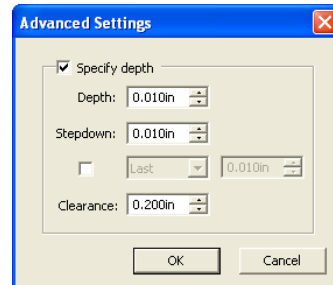 Advanced Settings
Specify depth
Depth: 0.010in
Stepdown: 0.010in
Last 0.010in
Clearance: 0.200in
OK Cancel